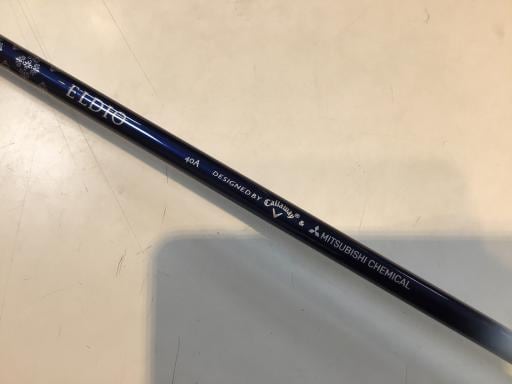 ELDIO 40A DESIGNED BY Callaway® & MITSUBISHI CHEMICAL